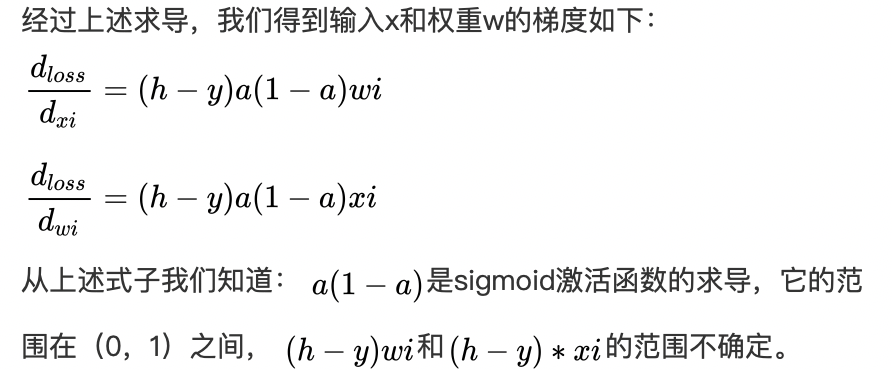 经过上述求导，我们得到输入x和权重w的梯度如下：
\frac{d_{loss}}{d_{xi}} = (h - y)a(1 - a)wi
\frac{d_{loss}}{d_{wi}} = (h - y)a(1 - a)xi
从上述式子我们知道： a(1 - a)是sigmoid激活函数的求导，它的范
围在（0，1）之间， (h - y)wi和(h - y) * xi的范围不确定。